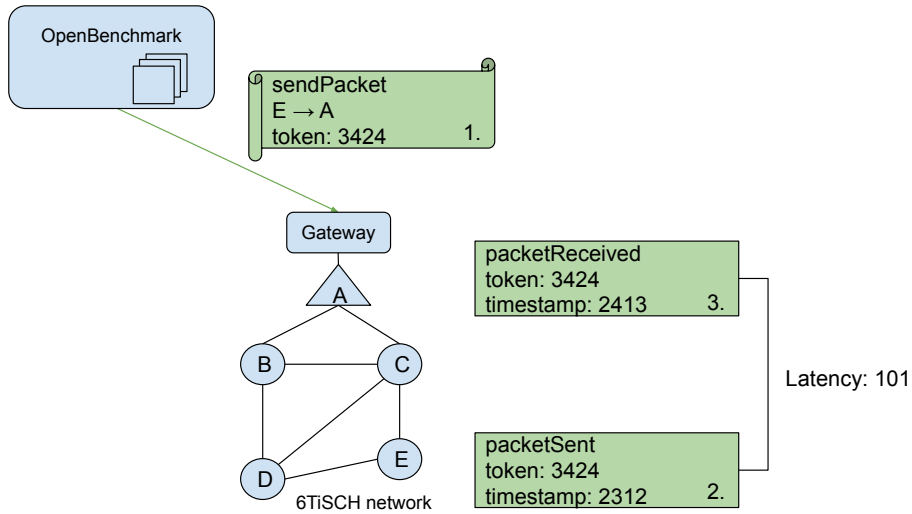 OpenBenchmark
sendPacket
E → A
token: 3424
1.
Gateway
A
packetReceived
token: 3424
timestamp: 2413
3.
B
C
Latency: 101
D
E
packetSent
token: 3424
timestamp: 2312
2.
6TiSCH network